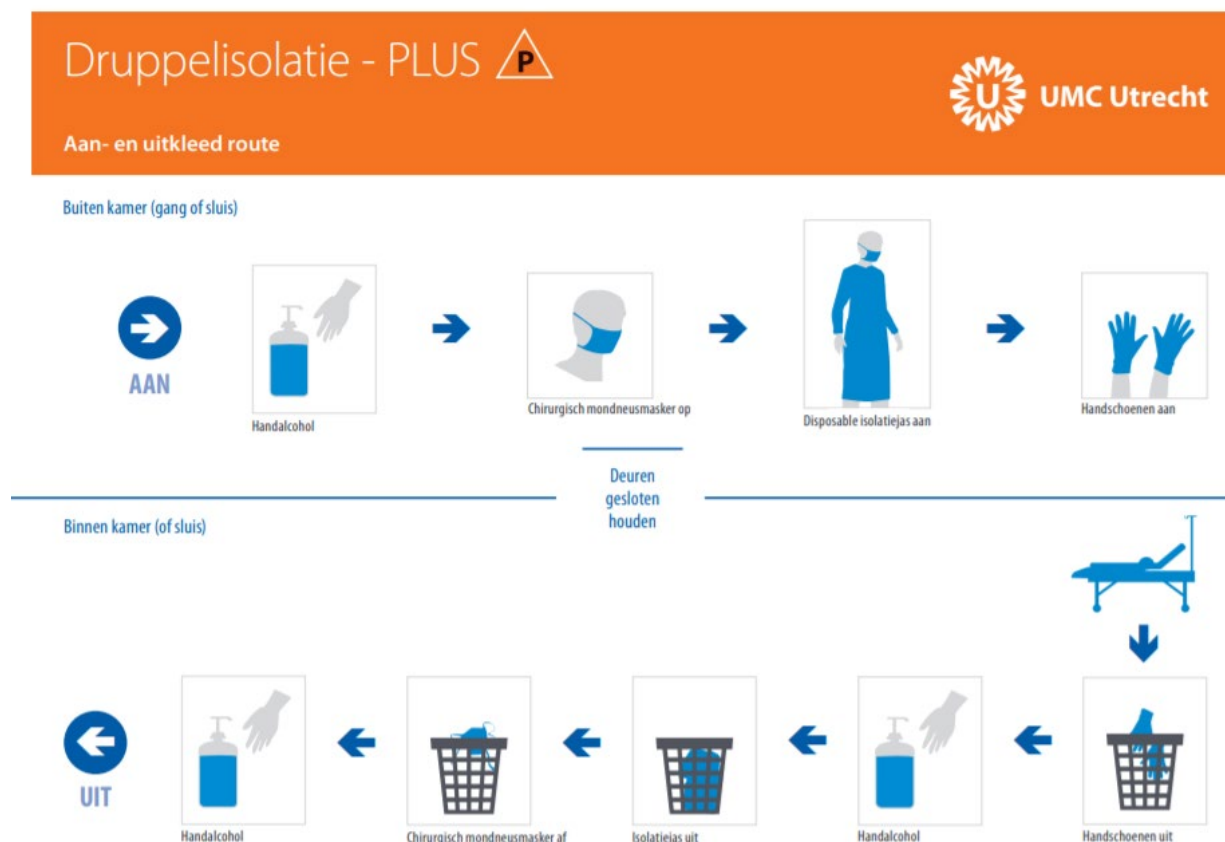 Druppelisolatie - PLUS P
U UMC Utrecht
Aan- en uitkleed route
Buiten kamer (gang of sluis)
AAN
Handalcohol
Chirurgisch mondneusmasker op
Disposable isolatiejas aan
Handschoenen aan
Deuren
gesloten
houden
Binnen kamer (of sluis)
UIT
Handalcohol
Chirurgisch mondneusmasker af
Isolatiejas uit
Handalcohol
Handschoenen uit